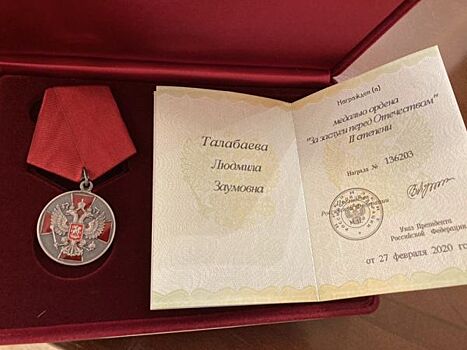 Талабаева
Людмила
Заумовна
Награжден (а)
медалью ордена
"За заслуги перед Отечеством"
II степени
Награда № 136203
Указ Президента
Российской Федерации
от 27 февраля 2020 г